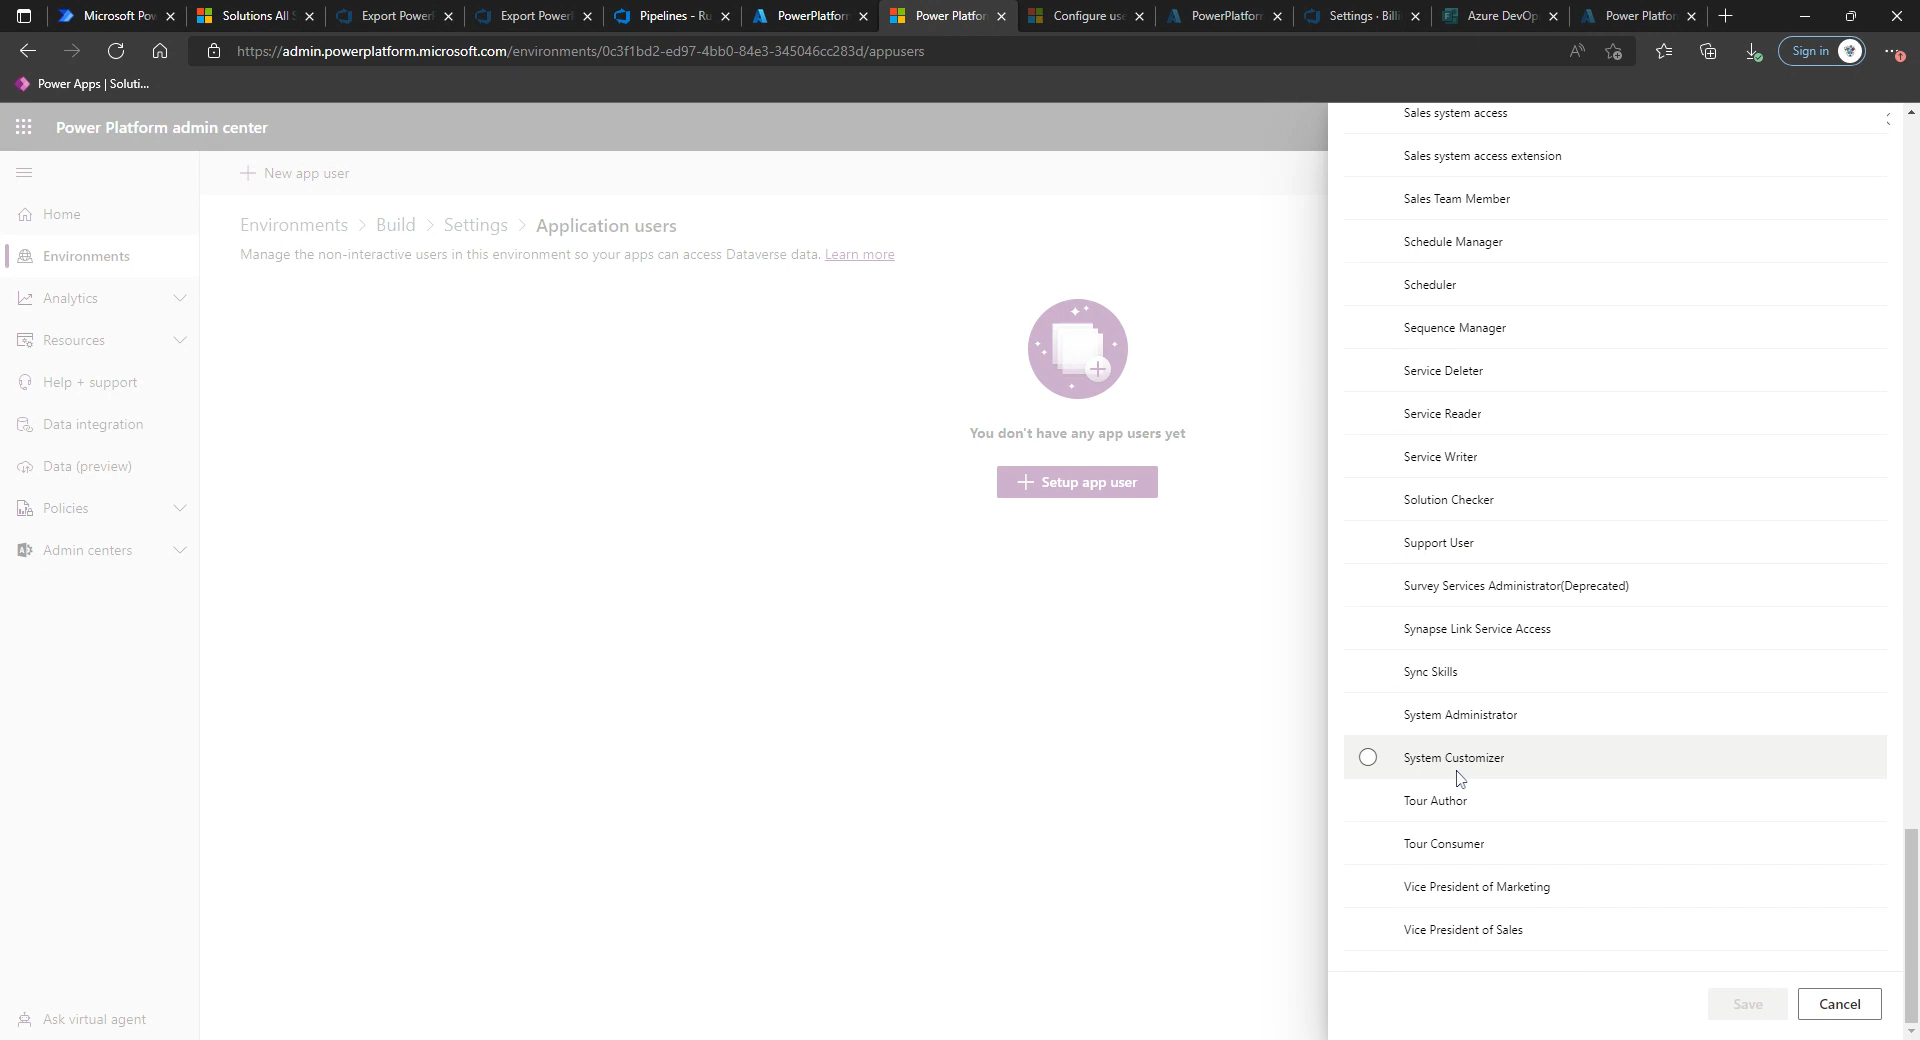 Microsoft Pov
Solutions All S
Export PowerF
Export PowerF
Pipelines - Ru
PowerPlatforn
Power Platfor
Configure use
PowerPlatforn
Settings · Billi
Azure DevOp
Power Platfor
https://admin.powerplatform.microsoft.com/environments/0c3f1bd2-ed97-4bb0-84e3-345046cc283d/appusers
Sign in
Power Apps | Soluti...
Power Platform admin center
Home
Environments
Analytics
Resources
Help + support
Data integration
Data (preview)
Policies
Admin centers
Ask virtual agent
New app user
Environments > Build > Settings > Application users
Manage the non-interactive users in this environment so your apps can access Dataverse data. Learn more
You don't have any app users yet
Setup app user
Sales system access
Sales system access extension
Sales Team Member
Schedule Manager
Scheduler
Sequence Manager
Service Deleter
Service Reader
Service Writer
Solution Checker
Support User
Survey Services Administrator(Deprecated)
Synapse Link Service Access
Sync Skills
System Administrator
System Customizer
Tour Author
Tour Consumer
Vice President of Marketing
Vice President of Sales
Save
Cancel